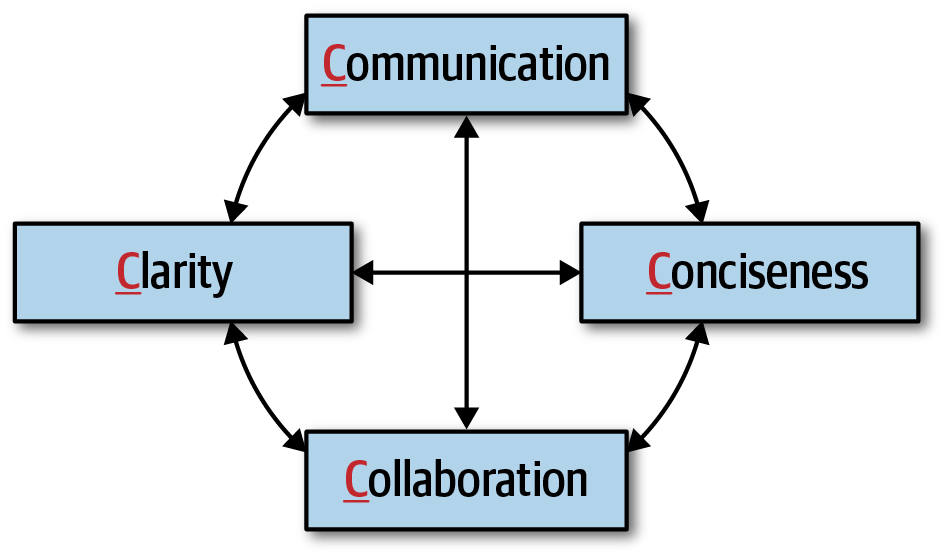 Communication
Clarity
Conciseness
Collaboration